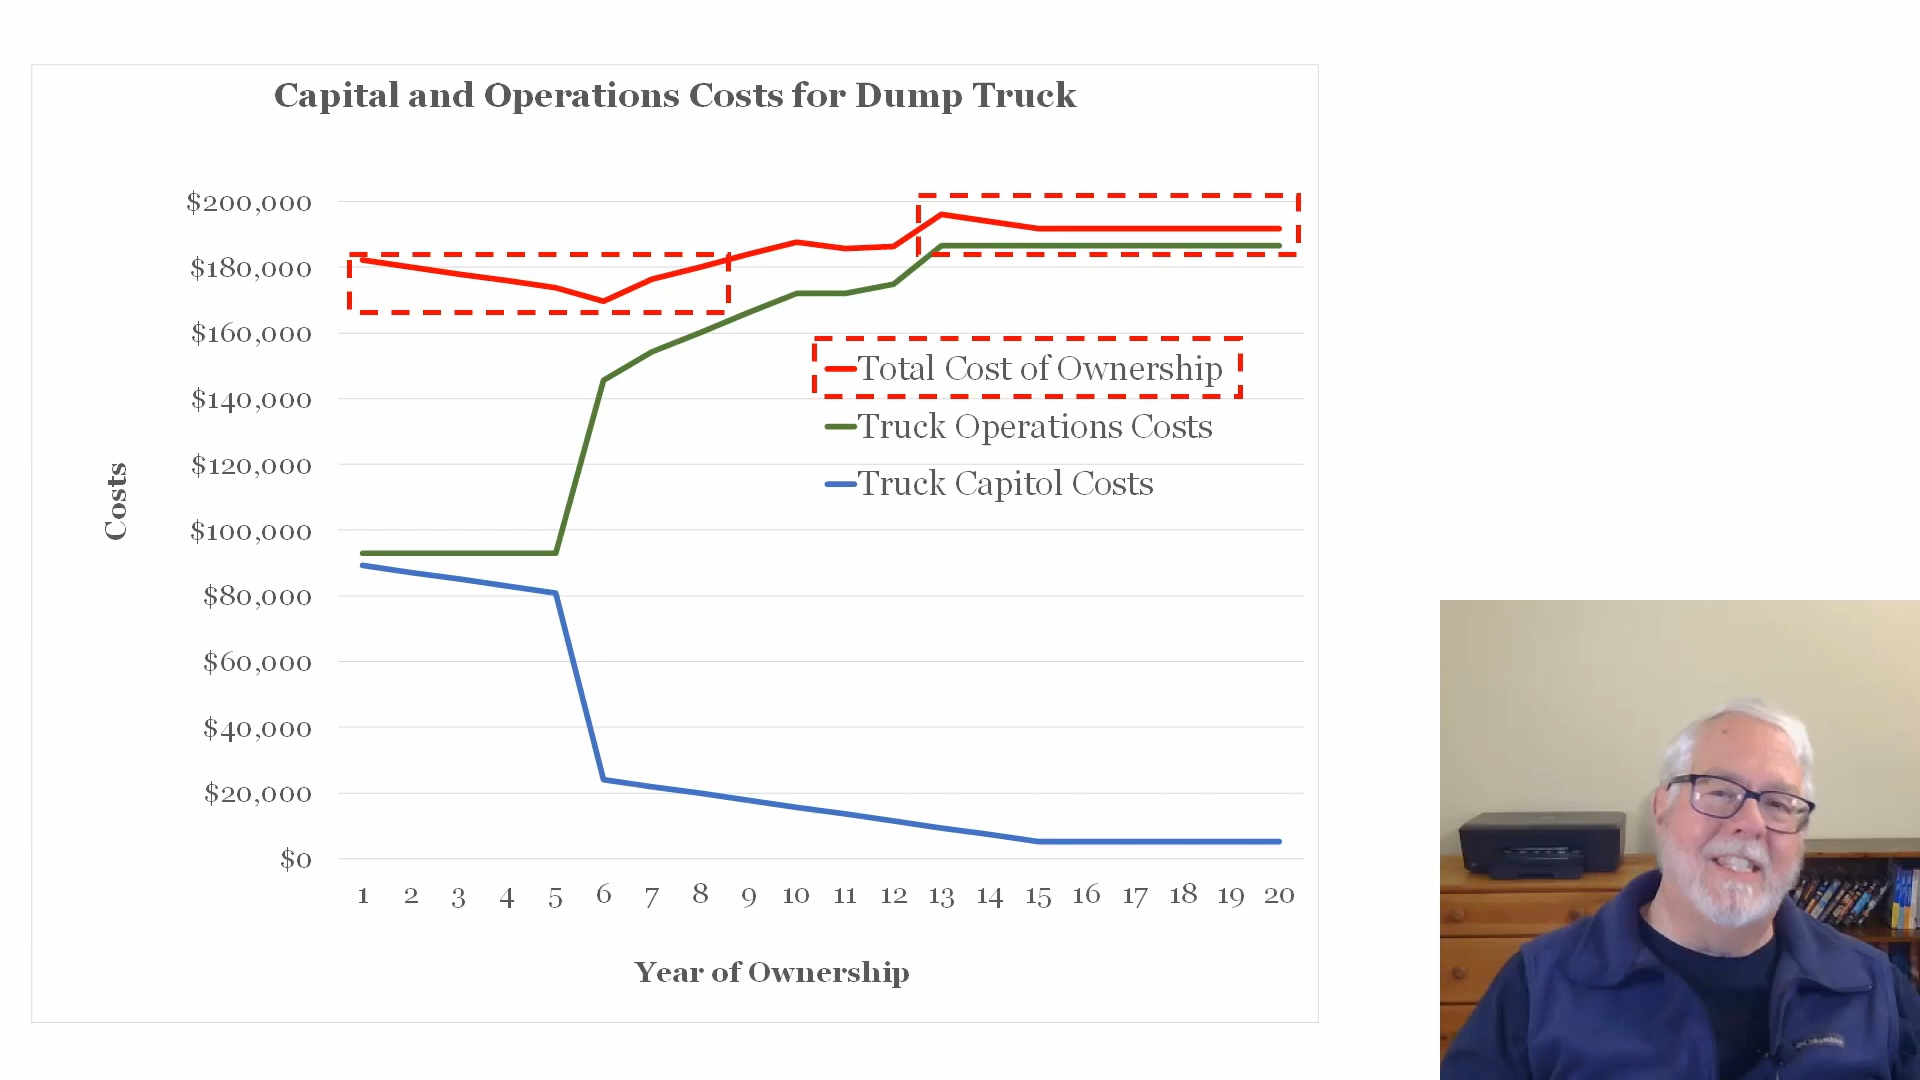 Capital and Operations Costs for Dump Truck
$200,000
$180,000
$160,000
$140,000
$120,000
$100,000
$80,000
$60,000
$40,000
$20,000
$0
Costs
Total Cost of Ownership
Truck Operations Costs
Truck Capitol Costs
1 2 3 4 5 6 7 8 9 10 11 12 13 14 15 16 17 18 19 20
Year of Ownership
Columbia